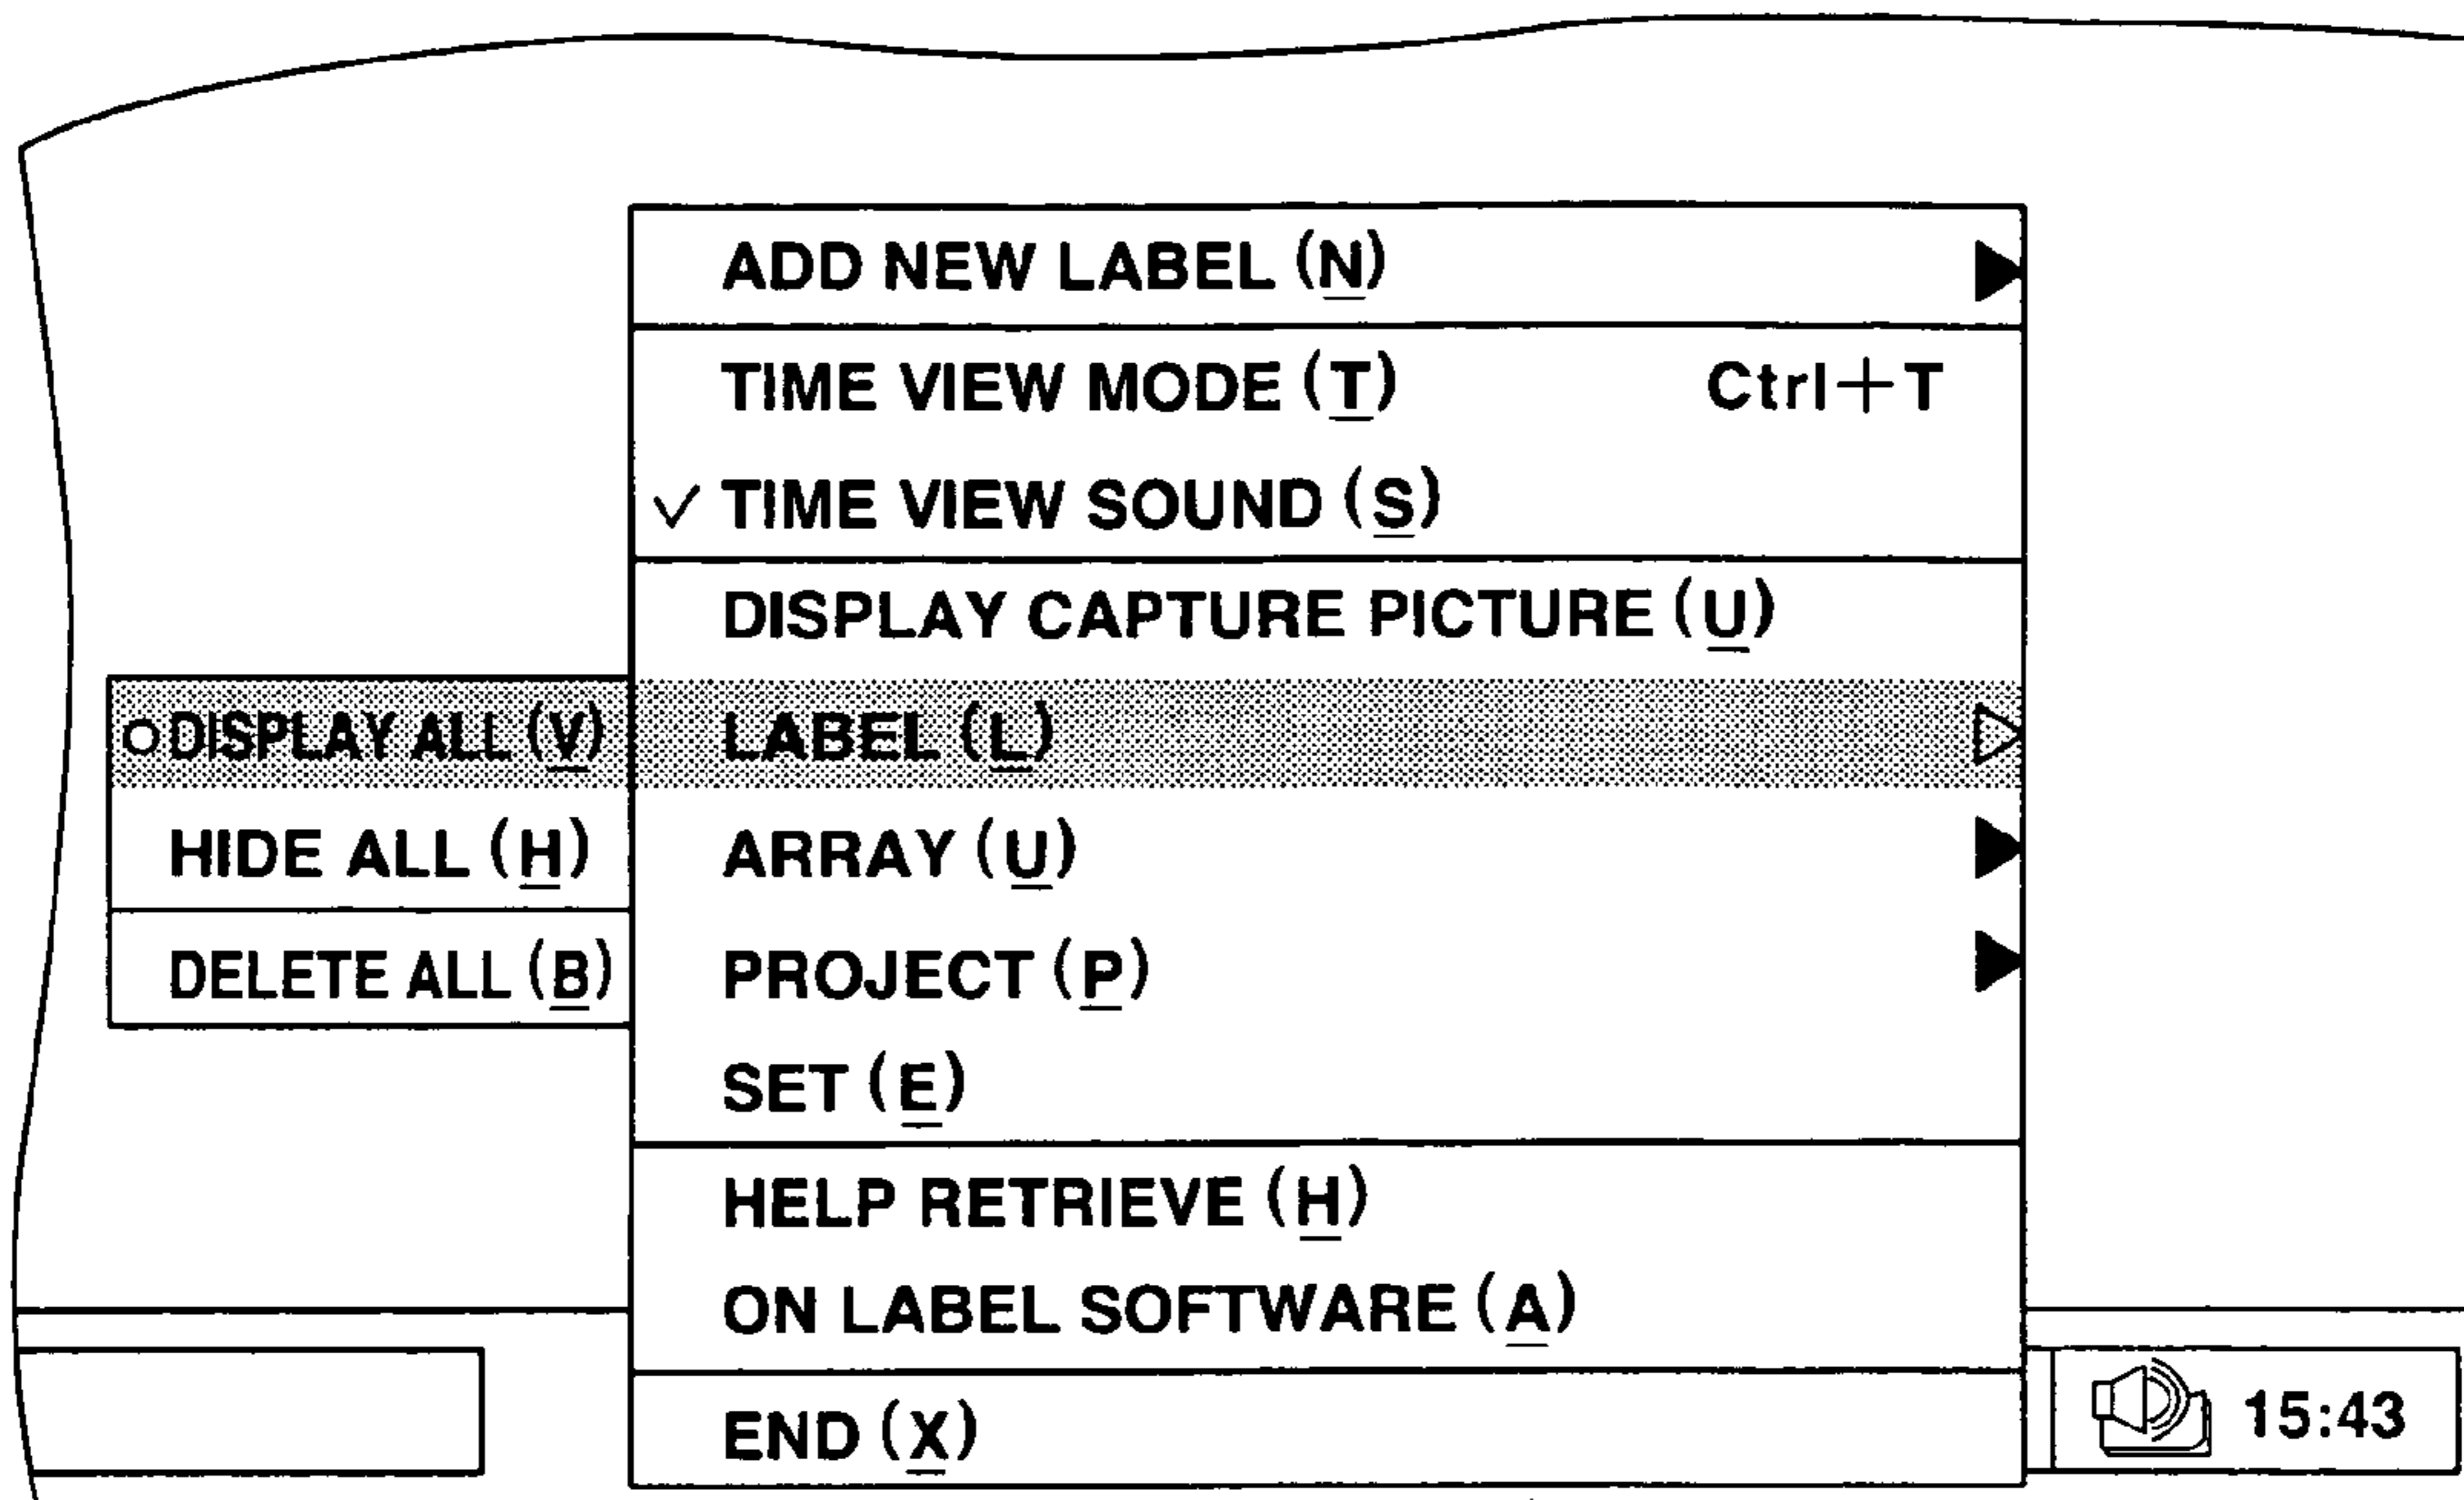 ADD NEW LABEL (N)
TIME VIEW MODE (T) Ctrl+T
✓ TIME VIEW SOUND (S)
DISPLAY CAPTURE PICTURE (U)
DISPLAY ALL (V)
LABEL (L)
HIDE ALL (H)
ARRAY (U)
DELETE ALL (B)
PROJECT (P)
SET (E)
HELP RETRIEVE (H)
ON LABEL SOFTWARE (A)
END (X)
15:43